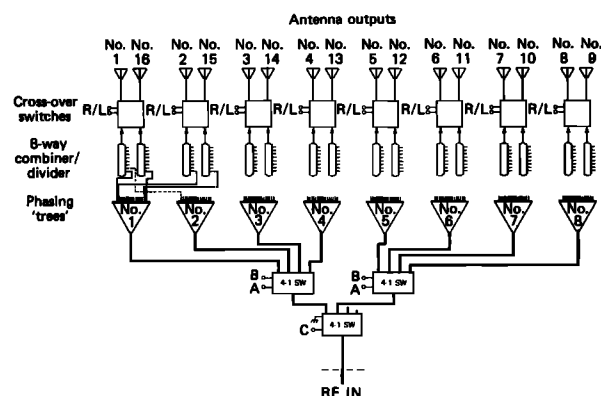 Antenna outputs
No. No. No. No. No. No. No. No. No. No. No. No. No. No. No. No.
1 16 2 15 3 14 4 13 5 12 6 11 7 10 8 9
Cross-over switches
R/L R/L R/L R/L R/L R/L R/L R/L
8-way combiner/ divider
Phasing 'trees'
No. 1 No. 2 No. 3 No. 4 No. 5 No. 6 No. 7 No. 8
B
A
4-1 SW
B
A
4-1 SW
C
4-1 SW
RF IN